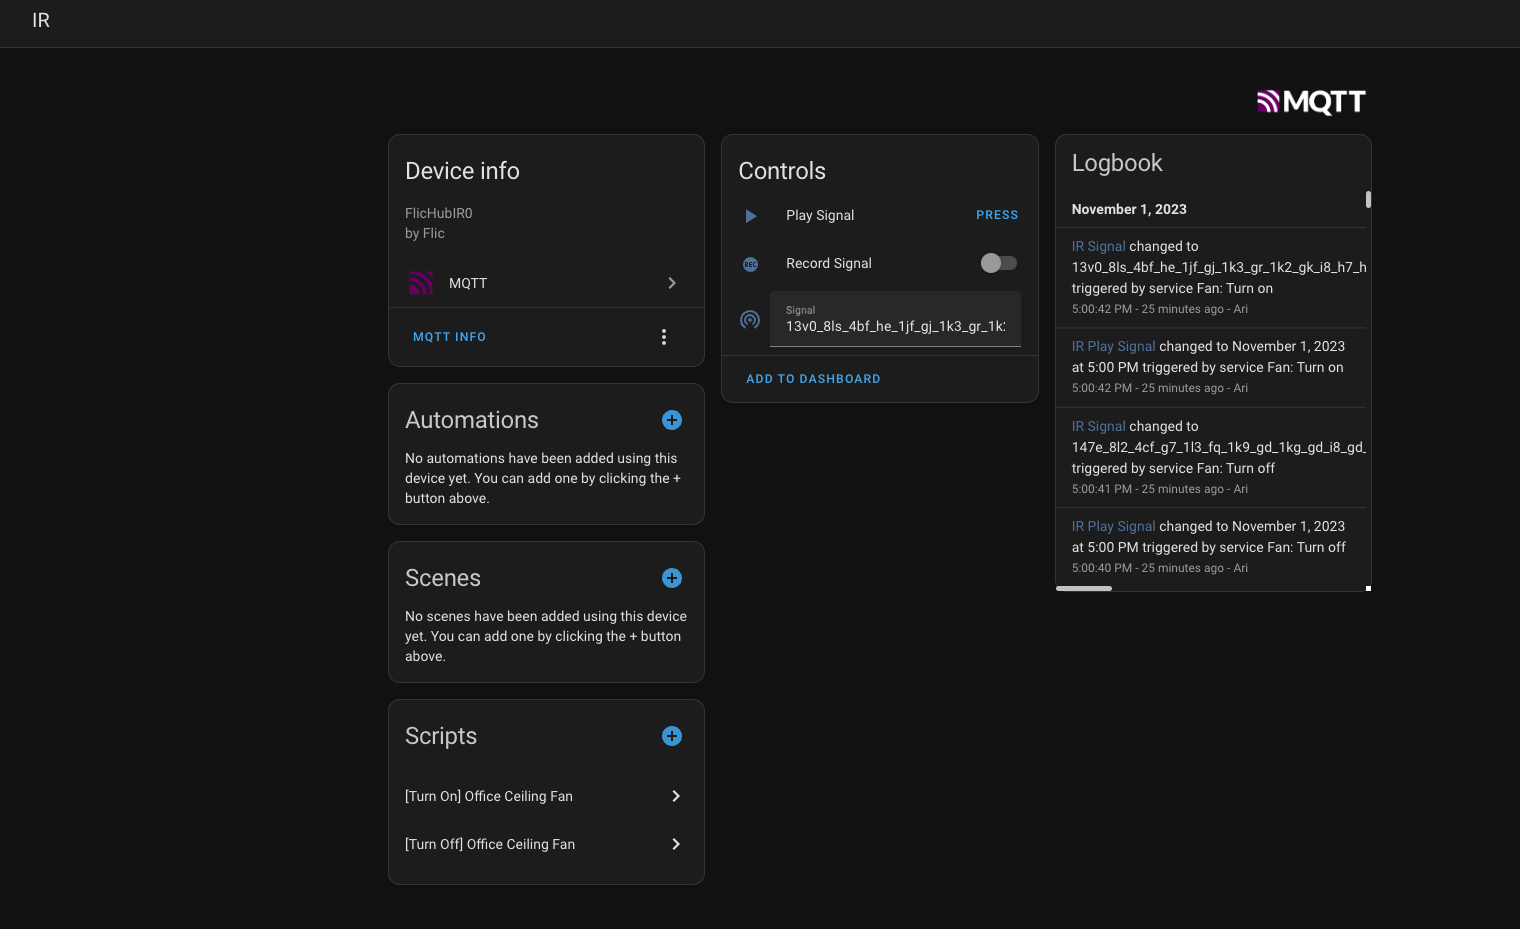 IR
MQTT
Device info
FlicHubIR0
by Flic
MQTT
MQTT INFO
Automations
No automations have been added using this
device yet. You can add one by clicking the +
button above.
Scenes
No scenes have been added using this device
yet. You can add one by clicking the + button
above.
Scripts
[Turn On] Office Ceiling Fan
[Turn Off] Office Ceiling Fan
Controls
Play Signal PRESS
REC Record Signal
Signal
13v0_8ls_4bf_he_1jf_gj_1k3_gr_1k
ADD TO DASHBOARD
Logbook
November 1, 2023
IR Signal changed to
13v0_8ls_4bf_he_1jf_gj_1k3_gr_1k2_gk_i8_h7_h
triggered by service Fan: Turn on
5:00:42 PM - 25 minutes ago - Ari
IR Play Signal changed to November 1, 2023
at 5:00 PM triggered by service Fan: Turn on
5:00:42 PM - 25 minutes ago - Ari
IR Signal changed to
147e_8l2_4cf_g7_1l3_fq_1k9_gd_1kg_gd_i8_gd_
triggered by service Fan: Turn off
5:00:41 PM - 25 minutes ago - Ari
IR Play Signal changed to November 1, 2023
at 5:00 PM triggered by service Fan: Turn off
5:00:40 PM - 25 minutes ago - Ari